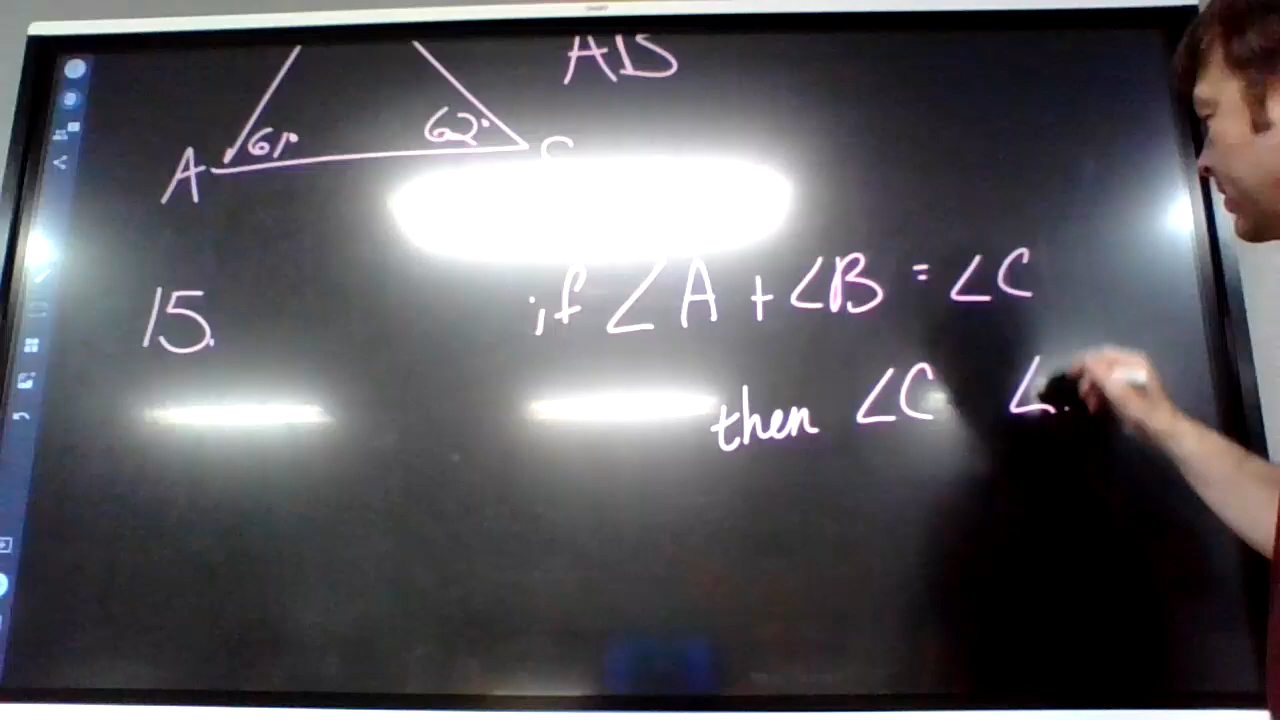 AB
61° 62°
A C
15.
if ∠A + ∠B = ∠C
then ∠C ∠